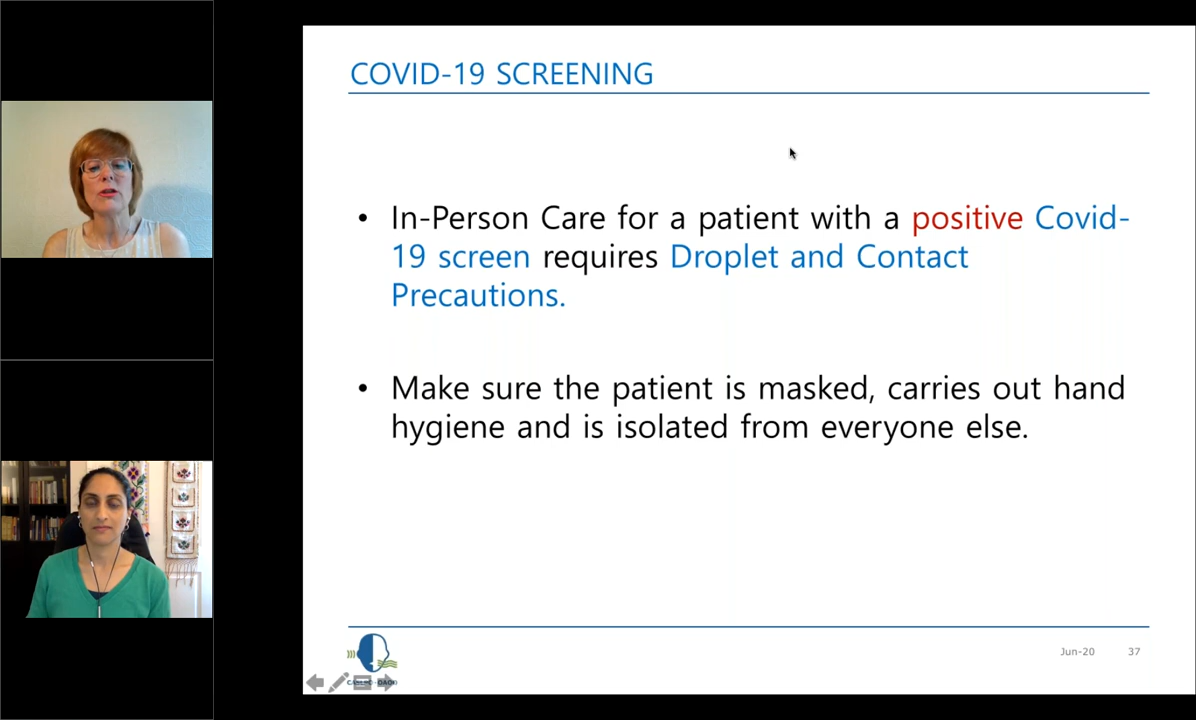 COVID-19 SCREENING
• In-Person Care for a patient with a positive Covid-
19 screen requires Droplet and Contact
Precautions.
• Make sure the patient is masked, carries out hand
hygiene and is isolated from everyone else.
Jun-20 37